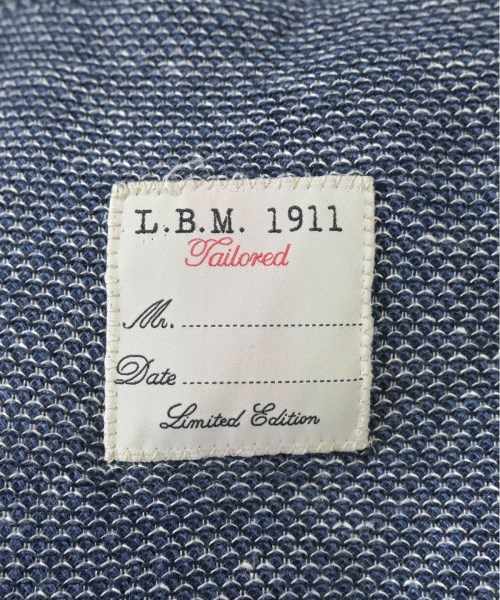 L.B.M. 1911
Tailored
Mr. ........................................
Date ........................................
Limited Edition